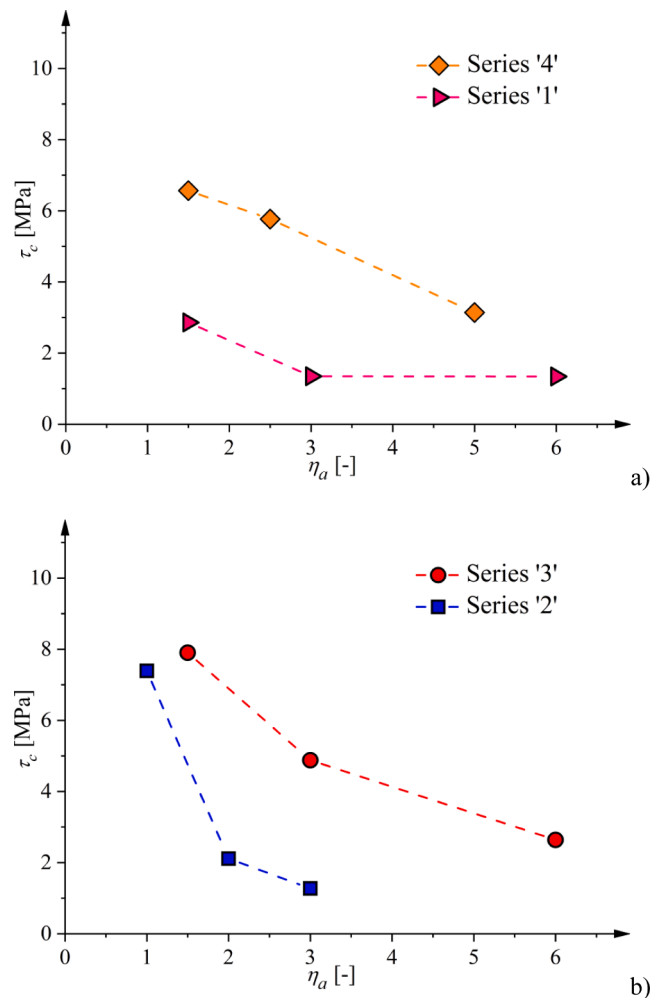 10
8
6
4
2
0
τc [MPa]
Series '4'
Series '1'
0 1 2 3 4 5 6
ηa [-]
a)
10
8
6
4
2
0
τc [MPa]
Series '3'
Series '2'
0 1 2 3 4 5 6
ηa [-]
b)